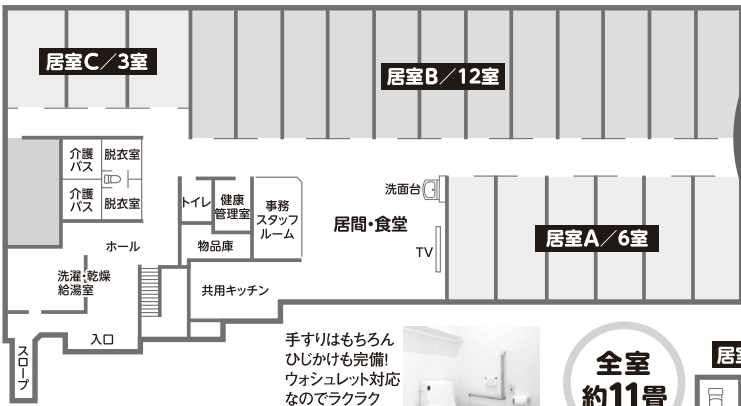 居室C/3室
居室B/12室
介護
バス
脱衣室
介護
バス
脱衣室
トイレ
健康
管理室
事務
スタッフ
ルーム
洗面台
居間・食堂
TV
居室A/6室
ホール
物品庫
洗濯・乾燥
給湯室
共用キッチン
入口
スロープ
手すりはもちろん
ひじかけも完備!
ウォシュレット対応
なのでラクラク
全室
約11畳